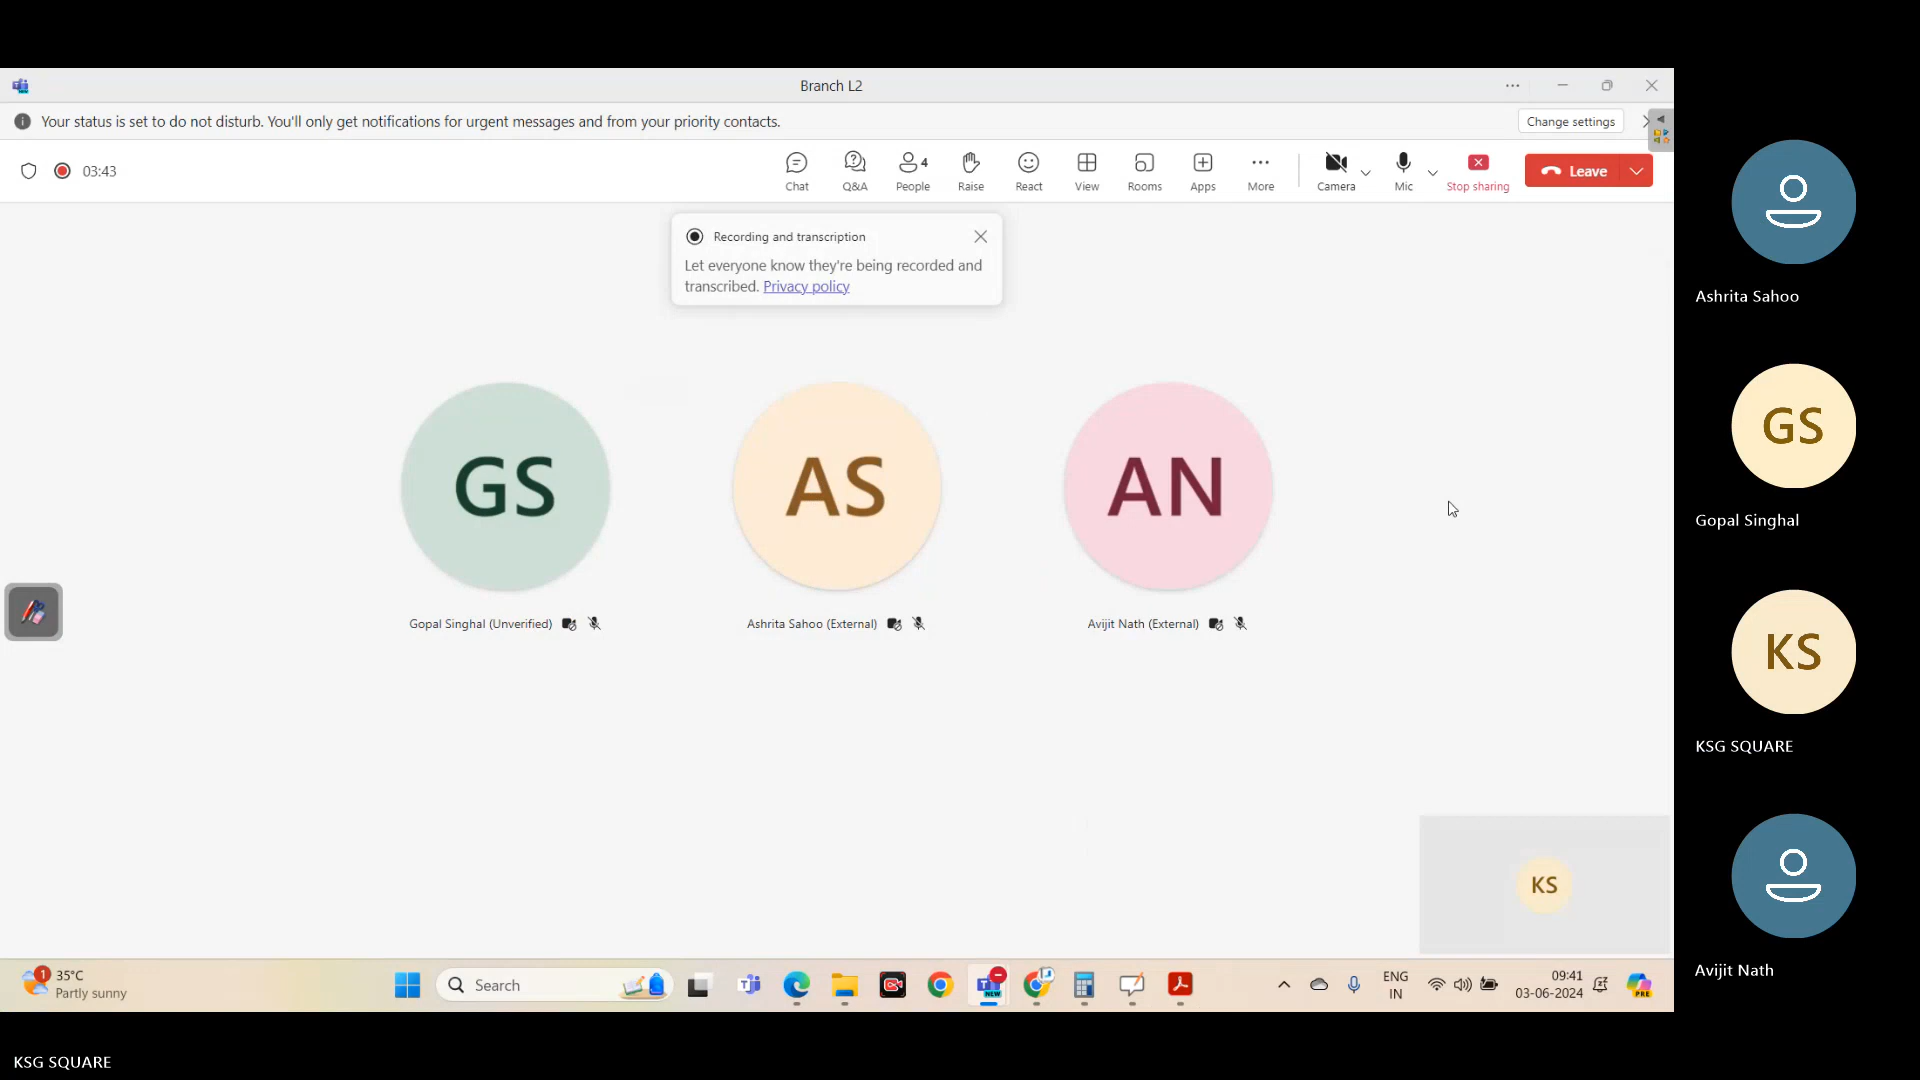 Branch L2
Your status is set to do not disturb. You'll only get notifications for urgent messages and from your priority contacts.
Change settings
03:43
4
Chat
Q&A
People
Raise
React
View
Rooms
Apps
More
Camera
Mic
Stop sharing
Leave
Recording and transcription
Let everyone know they're being recorded and
transcribed. Privacy policy
GS
AS
AN
Gopal Singhal (Unverified)
Ashrita Sahoo (External)
Avijit Nath (External)
KS
Ashrita Sahoo
GS
Gopal Singhal
KS
KSG SQUARE
Avijit Nath
1
35°C
Partly sunny
Search
NEW
ENG
IN
09:41
03-06-2024
PRE
KSG SQUARE